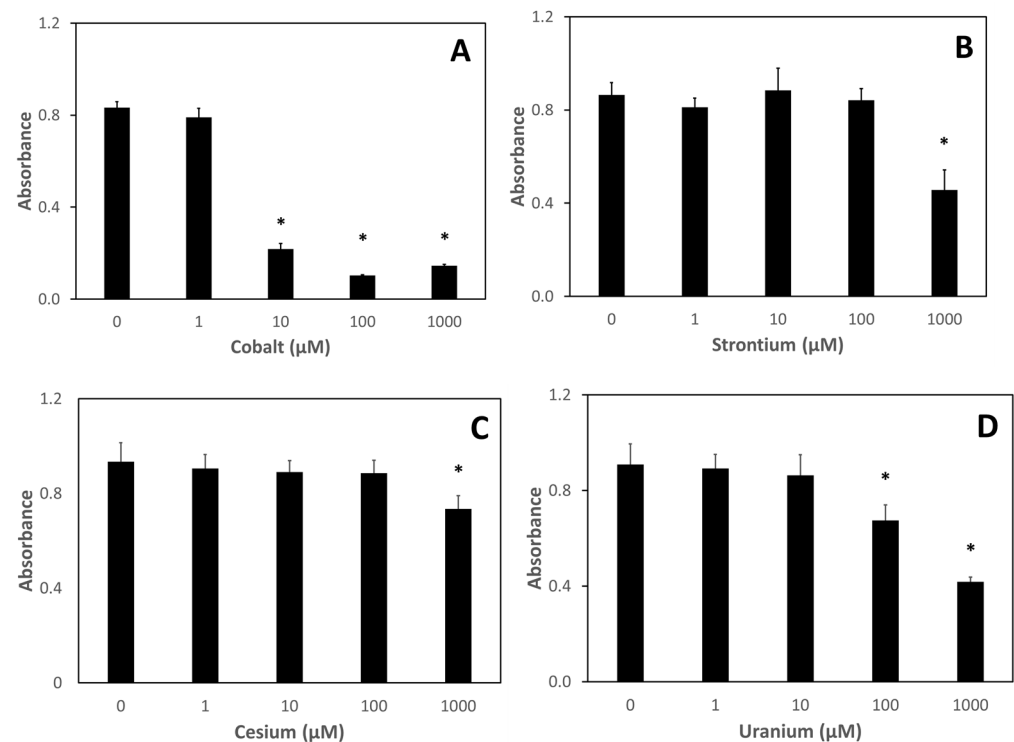 A
Absorbance
1.2
0.8
0.4
0.0
* * *
0 1 10 100 1000
Cobalt (µM)
B
Absorbance
1.2
0.8
0.4
0.0
*
0 1 10 100 1000
Strontium (µM)
C
Absorbance
1.2
0.8
0.4
0
*
0 1 10 100 1000
Cesium (µM)
D
Absorbance
1.2
0.8
0.4
0.0
* *
0 1 10 100 1000
Uranium (µM)